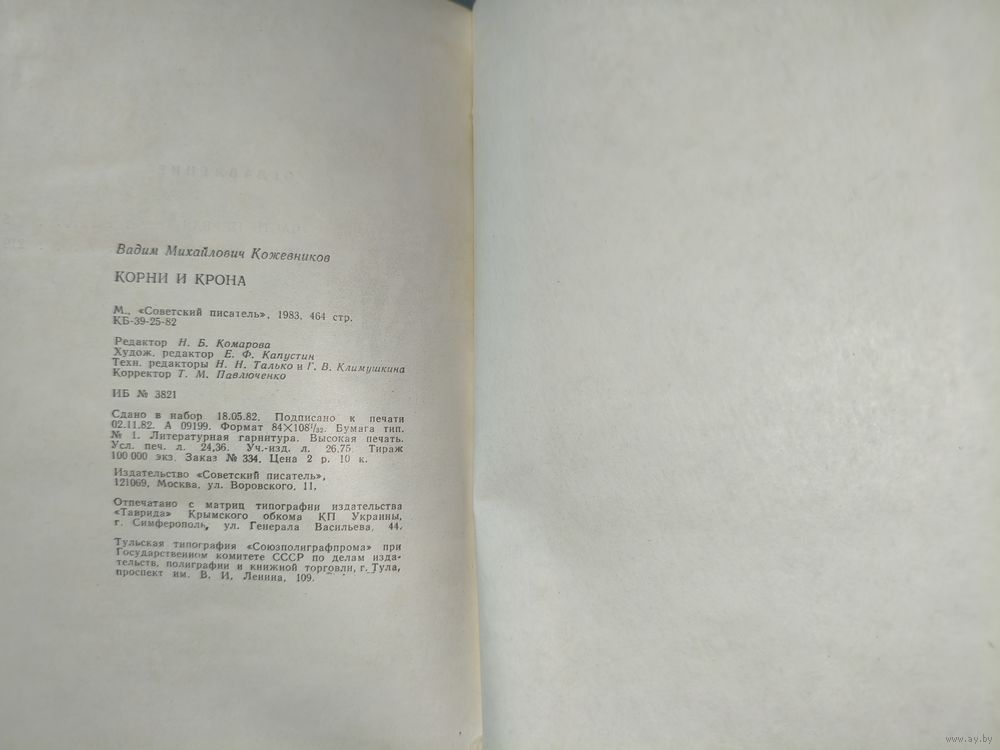 Вадим Михайлович Кожевников
КОРНИ И КРОНА
М., «Советский писатель», 1983, 464 стр.
КБ-39-25-82
Редактор Н. Б. Комарова
Худож. редактор Е. Ф. Капустин
Техн. редакторы Н. Н. Талько и Г. В. Климушкина
Корректор Т. М. Павлюченко
ИБ № 3821
Сдано в набор 18.05.82. Подписано к печати
02.11.82. А 09199. Формат 84×108¹/₃₂. Бумага тип.
№ 1. Литературная гарнитура. Высокая печать.
Усл. печ. л. 24,36. Уч.-изд. л. 26,75. Тираж
100 000 экз. Заказ № 334. Цена 2 р. 10 к.
Издательство «Советский писатель»,
121069, Москва, ул. Воровского, 11.
Отпечатано с матриц типографии издательства
«Таврида» Крымского обкома КП Украины,
г. Симферополь, ул. Генерала Васильева, 44.
Тульская типография «Союзполиграфпрома» при
Государственном комитете СССР по делам изда-
тельств, полиграфии и книжной торговли, г. Тула,
проспект им. В. И. Ленина, 109.
www.ay.by